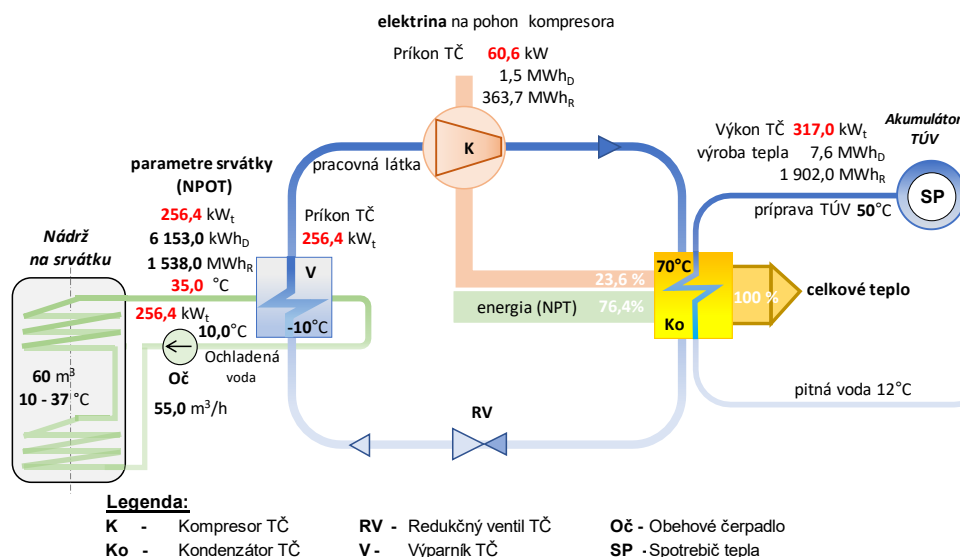 elektrina na pohon kompresora
Príkon TČ 60,6 kW
1,5 MWhD
363,7 MWhR
Akumulátor
TÚV
Výkon TČ 317,0 kWt
výroba tepla 7,6 MWhD
1 902,0 MWhR
K
SP
parametre srvátky
(NPOT)
pracovná látka
príprava TÚV 50°C
256,4 kWt
6 153,0 kWhD
1 538,0 MWhR
35,0 °C
Príkon TČ
256,4 kWt
Nádrž
na srvátku
V
-10°C
70°C
Ko
23,6 %
energia (NPT) 76,4%
100 %
celkové teplo
256,4 kWt
10,0°C
Ochladená
voda
Oč
55,0 m³/h
60 m³
10 - 37 °C
pitná voda 12°C
RV
Legenda:
K - Kompresor TČ RV - Redukčný ventil TČ Oč - Obehové čerpadlo
Ko - Kondenzátor TČ V - Výparník TČ SP - Spotrebič tepla